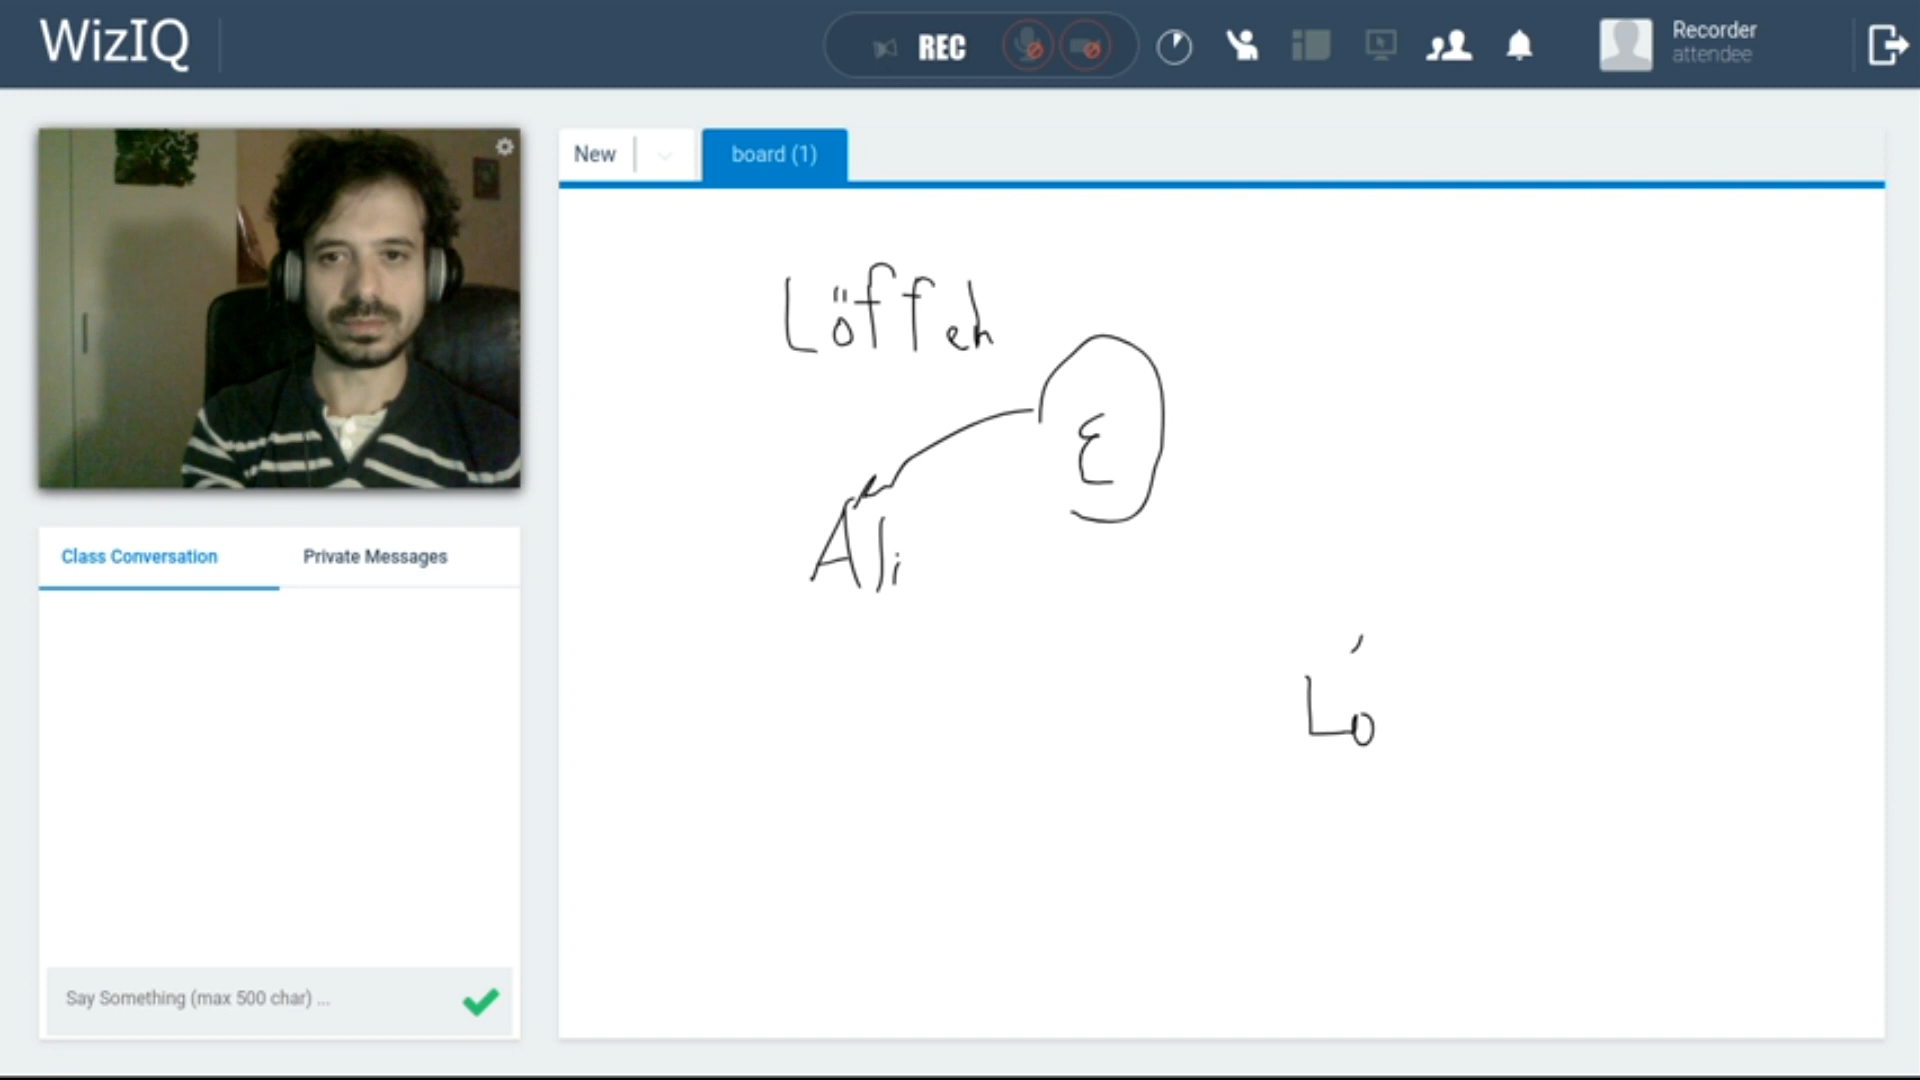 WizIQ
REC
Recorder
attendee
New
board (1)
Löffeh
ع
Ali
Ló
Class Conversation
Private Messages
Say Something (max 500 char) ...